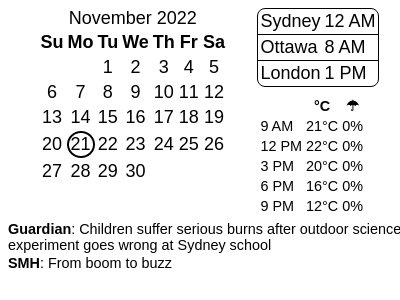 November 2022
Su Mo Tu We Th Fr Sa
1 2 3 4 5
6 7 8 9 10 11 12
13 14 15 16 17 18 19
20 21 22 23 24 25 26
27 28 29 30
Sydney 12 AM
Ottawa 8 AM
London 1 PM
°C ☂
9 AM 21°C 0%
12 PM 22°C 0%
3 PM 20°C 0%
6 PM 16°C 0%
9 PM 12°C 0%
Guardian: Children suffer serious burns after outdoor science
experiment goes wrong at Sydney school
SMH: From boom to buzz